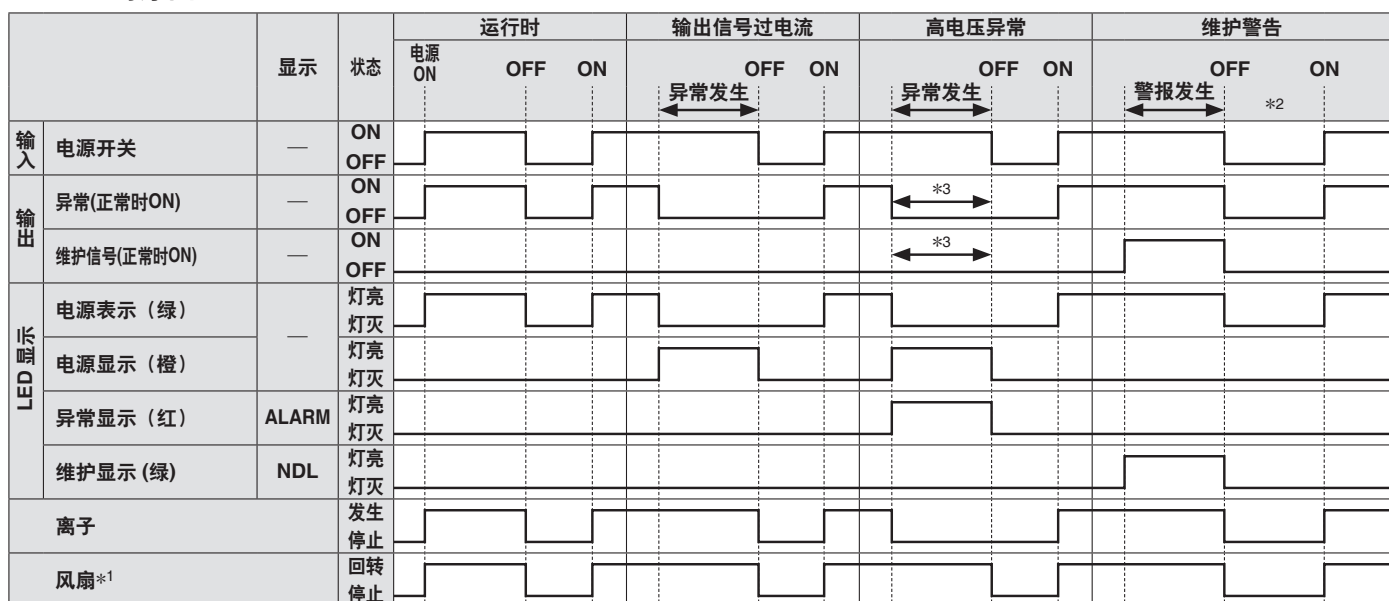 运行时 输出信号过电流 高电压异常 维护警告
显示 状态 电源ON OFF ON OFF ON OFF ON OFF ON
异常发生 异常发生 警报发生 *2
输入 电源开关 — ON
OFF
输出 异常(正常时ON) — ON *3
OFF
维护信号(正常时ON) — ON *3
OFF
LED 显示 电源表示（绿） — 灯亮
灯灭
电源显示（橙） 灯亮
灯灭
异常显示（红） ALARM 灯亮
灯灭
维护显示 (绿) NDL 灯亮
灯灭
离子 发生
停止
风扇*1 回转
停止